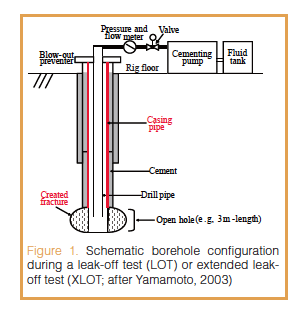 Pressure and
flow meter
Valve
Blow-out
preventer
Rig floor
Cementing
pump
Fluid
tank
Casing
pipe
Cement
Created
fracture
Drill pipe
Open hole (e.g, 3m-length)
Figure 1. Schematic borehole configuration
during a leak-off test (LOT) or extended leak-
off test (XLOT; after Yamamoto, 2003)